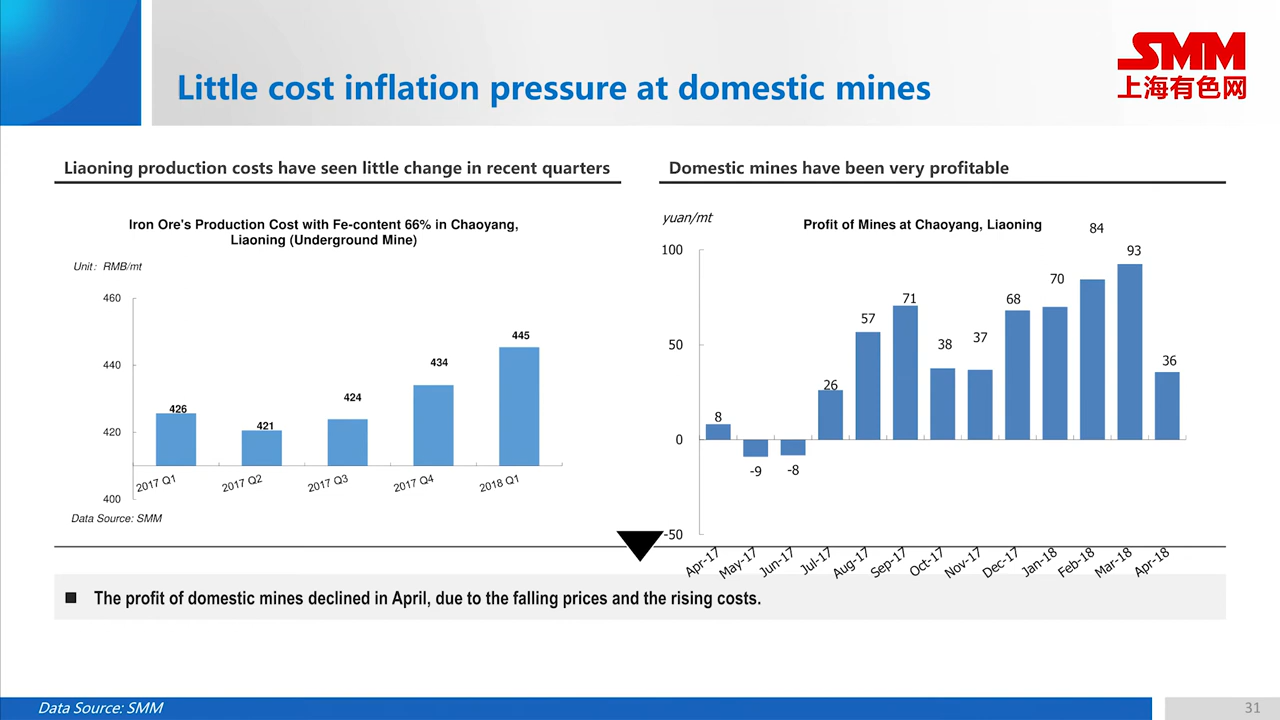 Little cost inflation pressure at domestic mines
SMM
上海有色网
Liaoning production costs have seen little change in recent quarters
Iron Ore's Production Cost with Fe-content 66% in Chaoyang,
Liaoning (Underground Mine)
Unit: RMB/mt
460
440
420
400
426
421
424
434
445
2017 Q1
2017 Q2
2017 Q3
2017 Q4
2018 Q1
Data Source: SMM
Domestic mines have been very profitable
yuan/mt
Profit of Mines at Chaoyang, Liaoning
100
50
0
-50
8
-9
-8
26
57
71
38
37
68
70
84
93
36
Apr-17
May-17
Jun-17
Jul-17
Aug-17
Sep-17
Oct-17
Nov-17
Dec-17
Jan-18
Feb-18
Mar-18
Apr-18
The profit of domestic mines declined in April, due to the falling prices and the rising costs.
Data Source: SMM
31